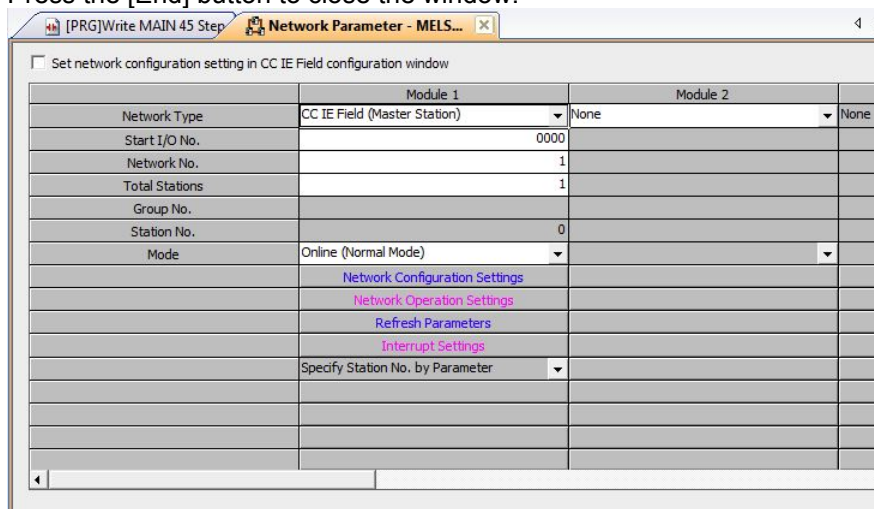 Press the [End] button to close the window.
[PRG]Write MAIN 45 Step Network Parameter - MELS...
Set network configuration setting in CC IE Field configuration window
Module 1 Module 2
Network Type CC IE Field (Master Station) None None
Start I/O No. 0000
Network No. 1
Total Stations 1
Group No.
Station No. 0
Mode Online (Normal Mode)
Network Configuration Settings
Network Operation Settings
Refresh Parameters
Interrupt Settings
Specify Station No. by Parameter